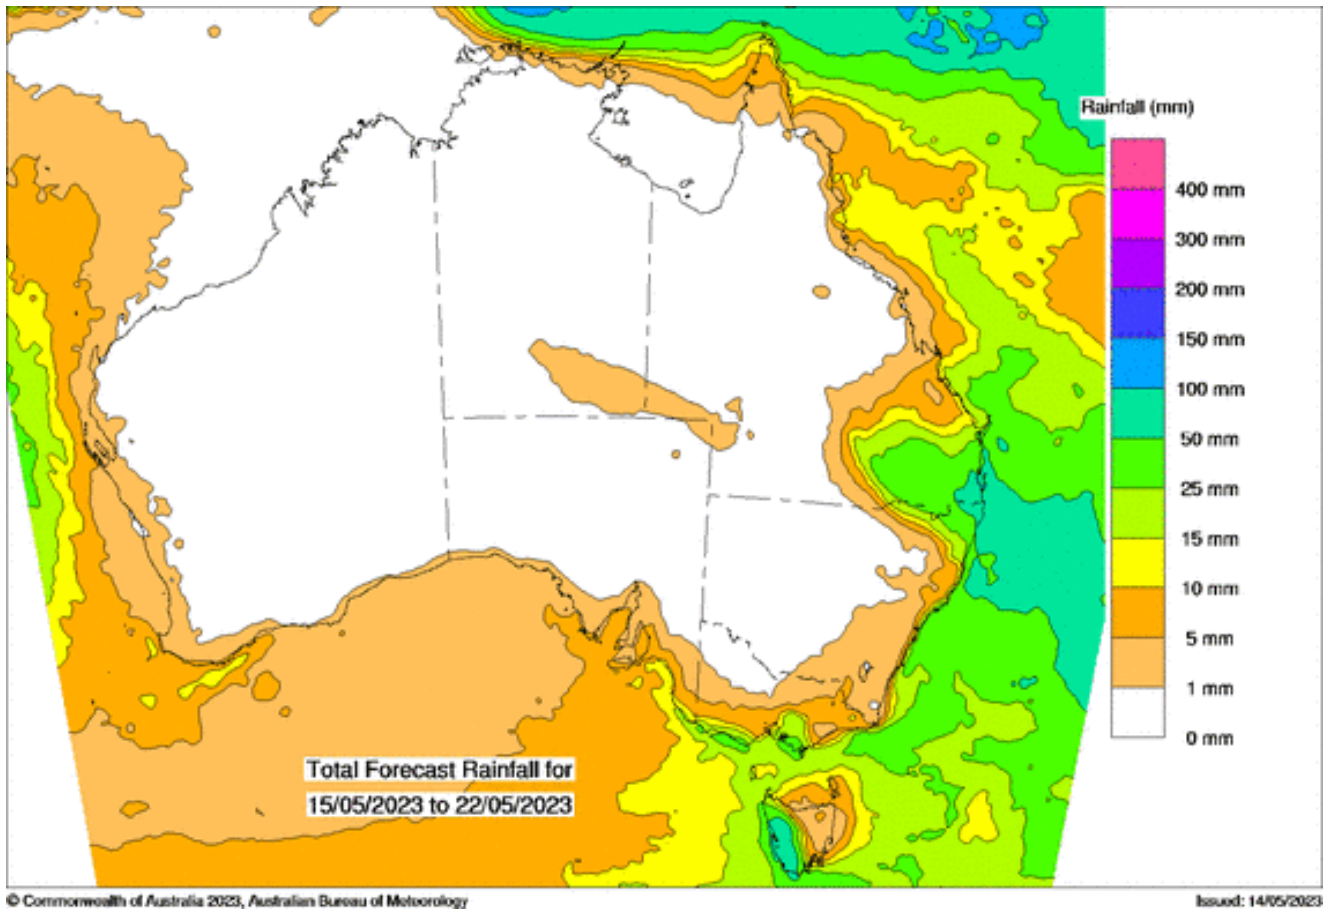 Rainfall (mm)
400 mm
300 mm
200 mm
150 mm
100 mm
50 mm
25 mm
15 mm
10 mm
5 mm
1 mm
0 mm
Total Forecast Rainfall for
15/05/2023 to 22/05/2023
© Commonwealth of Australia 2023, Australian Bureau of Meteorology
Issued: 14/05/2023